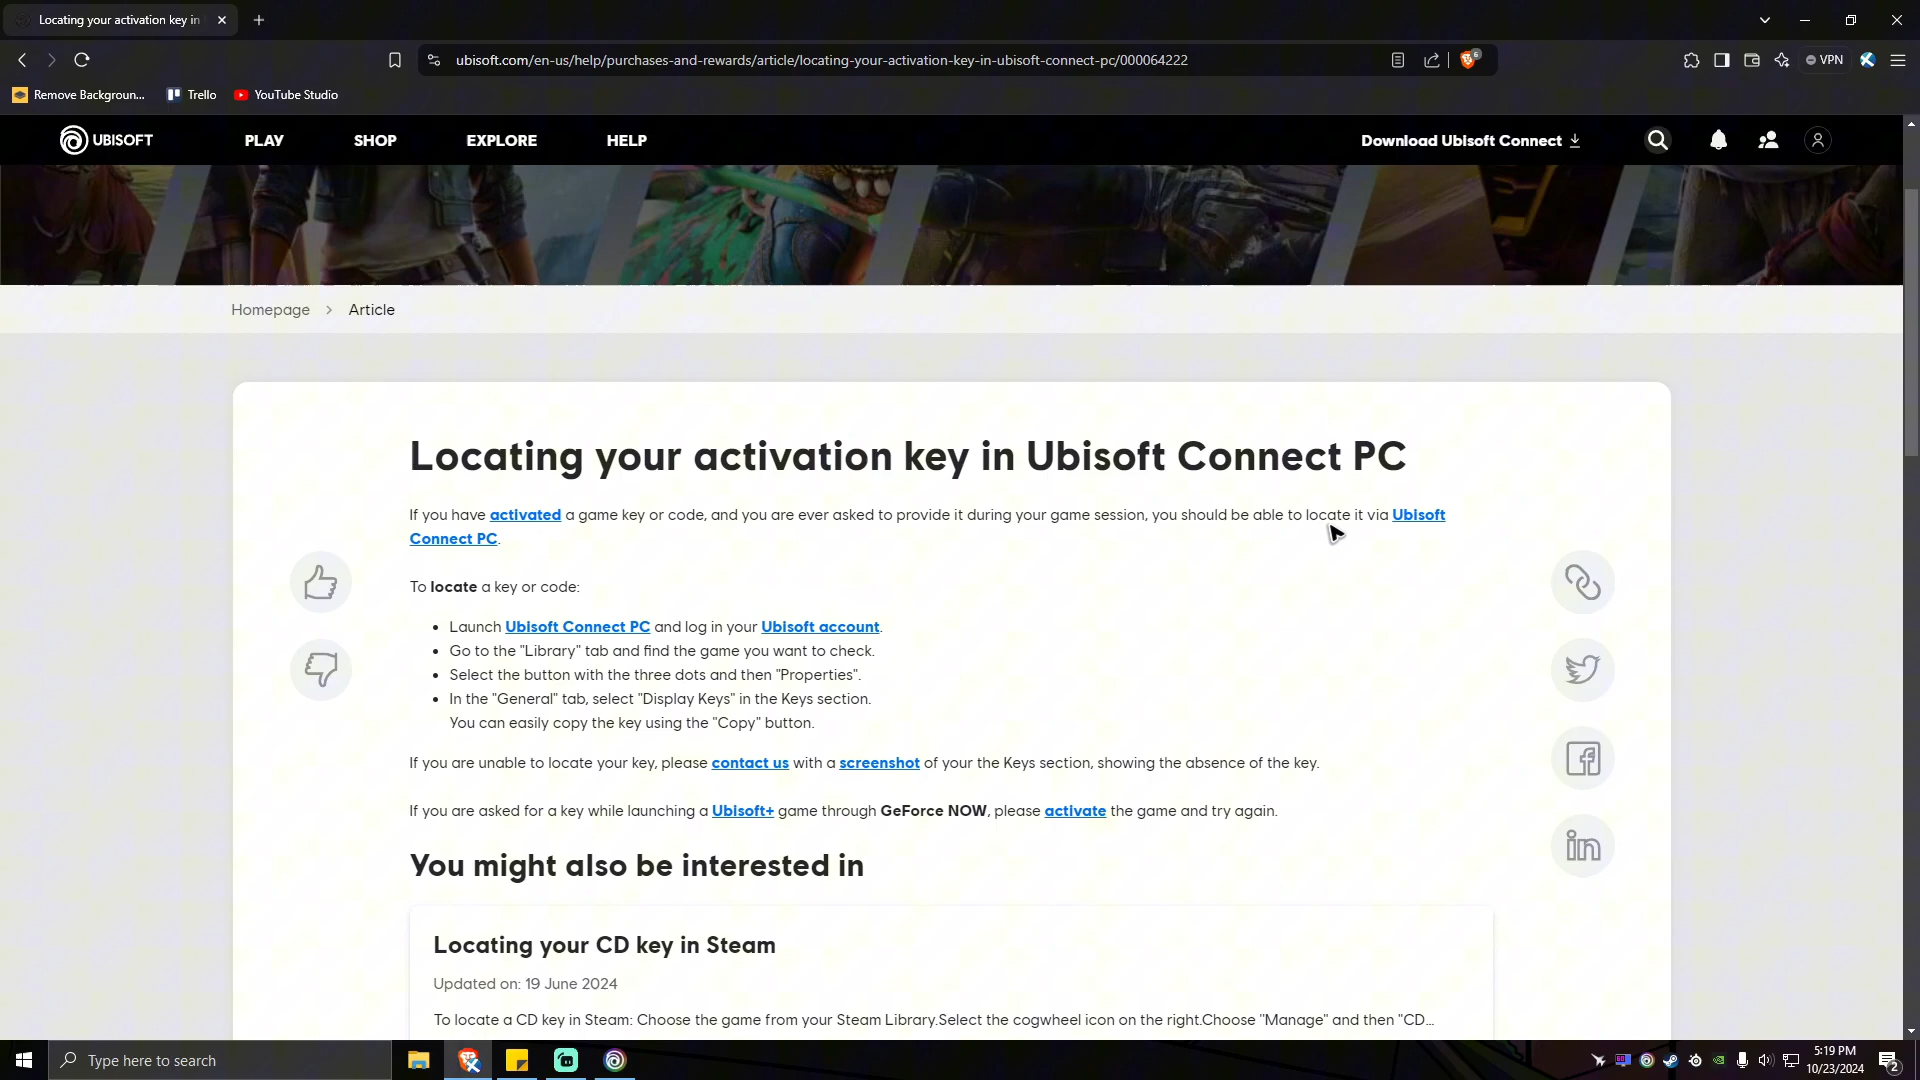 Locating your activation key in
ubisoft.com/en-us/help/purchases-and-rewards/article/locating-your-activation-key-in-ubisoft-connect-pc/000064222
6
VPN
Remove Backgroun... Trello YouTube Studio
UBISOFT PLAY SHOP EXPLORE HELP Download Ubisoft Connect
Homepage > Article
Locating your activation key in Ubisoft Connect PC
If you have activated a game key or code, and you are ever asked to provide it during your game session, you should be able to locate it via Ubisoft
Connect PC.
To locate a key or code:
• Launch Ubisoft Connect PC and log in your Ubisoft account.
• Go to the "Library" tab and find the game you want to check.
• Select the button with the three dots and then "Properties".
• In the "General" tab, select "Display Keys" in the Keys section.
You can easily copy the key using the "Copy" button.
If you are unable to locate your key, please contact us with a screenshot of your the Keys section, showing the absence of the key.
If you are asked for a key while launching a Ubisoft+ game through GeForce NOW, please activate the game and try again.
You might also be interested in
Locating your CD key in Steam
Updated on: 19 June 2024
To locate a CD key in Steam: Choose the game from your Steam Library.Select the cogwheel icon on the right.Choose "Manage" and then "CD...
Type here to search
5:19 PM
10/23/2024
2